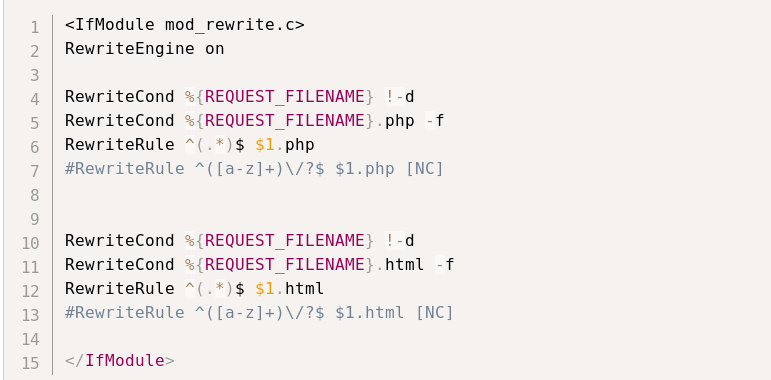 1 <IfModule mod_rewrite.c>
2 RewriteEngine on
3
4 RewriteCond %{REQUEST_FILENAME} !-d
5 RewriteCond %{REQUEST_FILENAME}.php -f
6 RewriteRule ^(.*)$ $1.php
7 #RewriteRule ^([a-z]+)\/?$ $1.php [NC]
8
9
10 RewriteCond %{REQUEST_FILENAME} !-d
11 RewriteCond %{REQUEST_FILENAME}.html -f
12 RewriteRule ^(.*)$ $1.html
13 #RewriteRule ^([a-z]+)\/?$ $1.html [NC]
14
15 </IfModule>